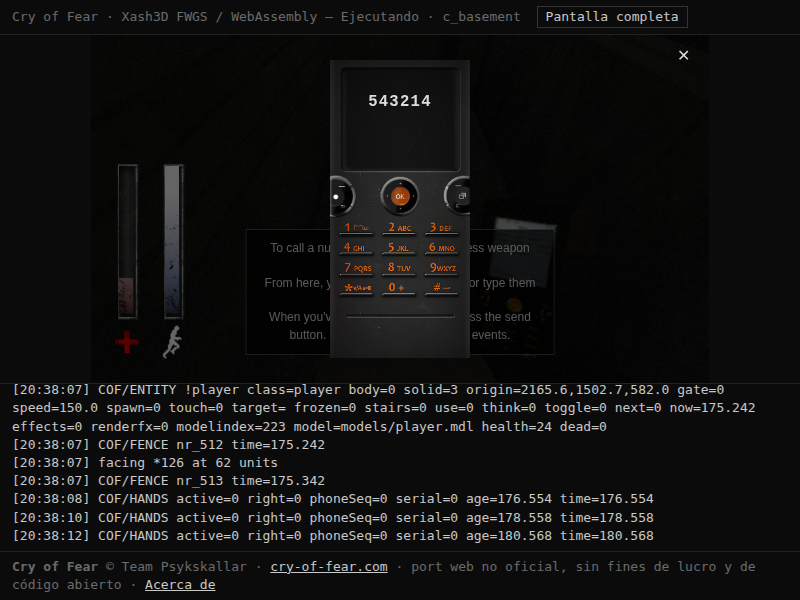 Cry of Fear · Xash3D FWGS / WebAssembly — Ejecutando · c_basement
Pantalla completa
×
543214
OK
1
2 ABC
3 DEF
4 GHI
5 JKL
6 MNO
7 PQRS
8 TUV
9WXYZ
*
0 +
#
To call a nu
ess weapon
From here, y
or type them
When you'v
ss the send
button.
events.
[20:38:07] COF/ENTITY !player class=player body=0 solid=3 origin=2165.6,1502.7,582.0 gate=0
speed=150.0 spawn=0 touch=0 target= frozen=0 stairs=0 use=0 think=0 toggle=0 next=0 now=175.242
effects=0 renderfx=0 modelindex=223 model=models/player.mdl health=24 dead=0
[20:38:07] COF/FENCE nr_512 time=175.242
[20:38:07] facing *126 at 62 units
[20:38:07] COF/FENCE nr_513 time=175.342
[20:38:08] COF/HANDS active=0 right=0 phoneSeq=0 serial=0 age=176.554 time=176.554
[20:38:10] COF/HANDS active=0 right=0 phoneSeq=0 serial=0 age=178.558 time=178.558
[20:38:12] COF/HANDS active=0 right=0 phoneSeq=0 serial=0 age=180.568 time=180.568
Cry of Fear © Team Psykskallar · cry-of-fear.com · port web no oficial, sin fines de lucro y de
código abierto · Acerca de